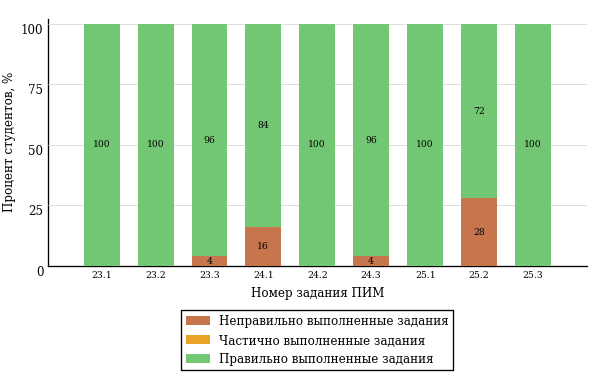 Процент студентов, %
100
75
50
25
0
100 100 96 84 100 96 100 72 100
4 16 4 28
23.1 23.2 23.3 24.1 24.2 24.3 25.1 25.2 25.3
Номер задания ПИМ
Неправильно выполненные задания
Частично выполненные задания
Правильно выполненные задания